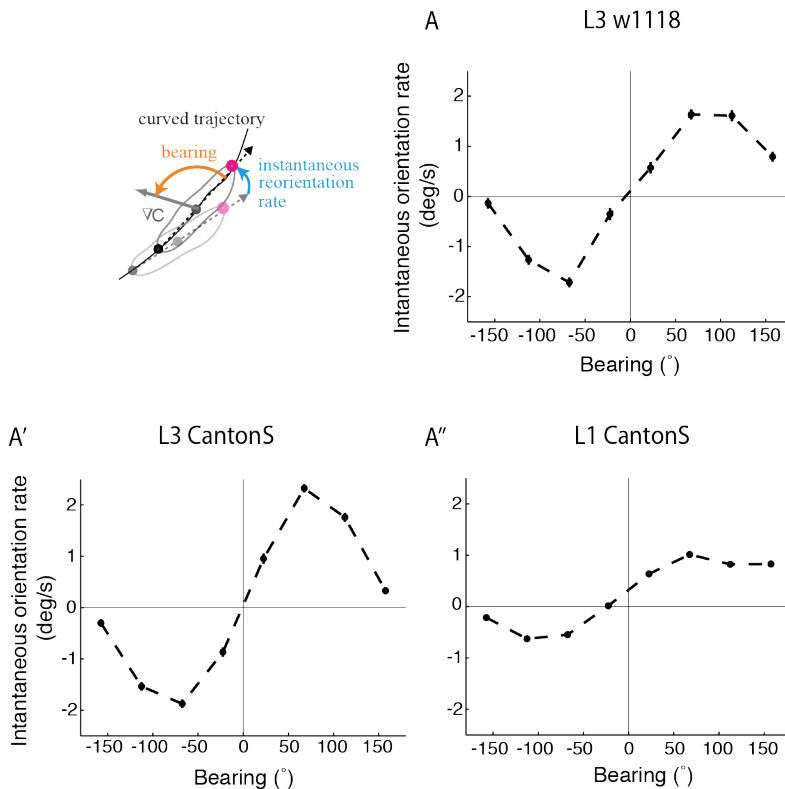 A
L3 w1118
curved trajectory
bearing
instantaneous
reorientation
rate
∇C
Intantaneous orientation rate
(deg/s)
2
1
0
-1
-2
-150 -100 -50 0 50 100 150
Bearing (°)
A′
L3 CantonS
Intantaneous orientation rate
(deg/s)
2
1
0
-1
-2
-150 -100 -50 0 50 100 150
Bearing (°)
A″
L1 CantonS
2
1
0
-1
-2
-150 -100 -50 0 50 100 150
Bearing (°)